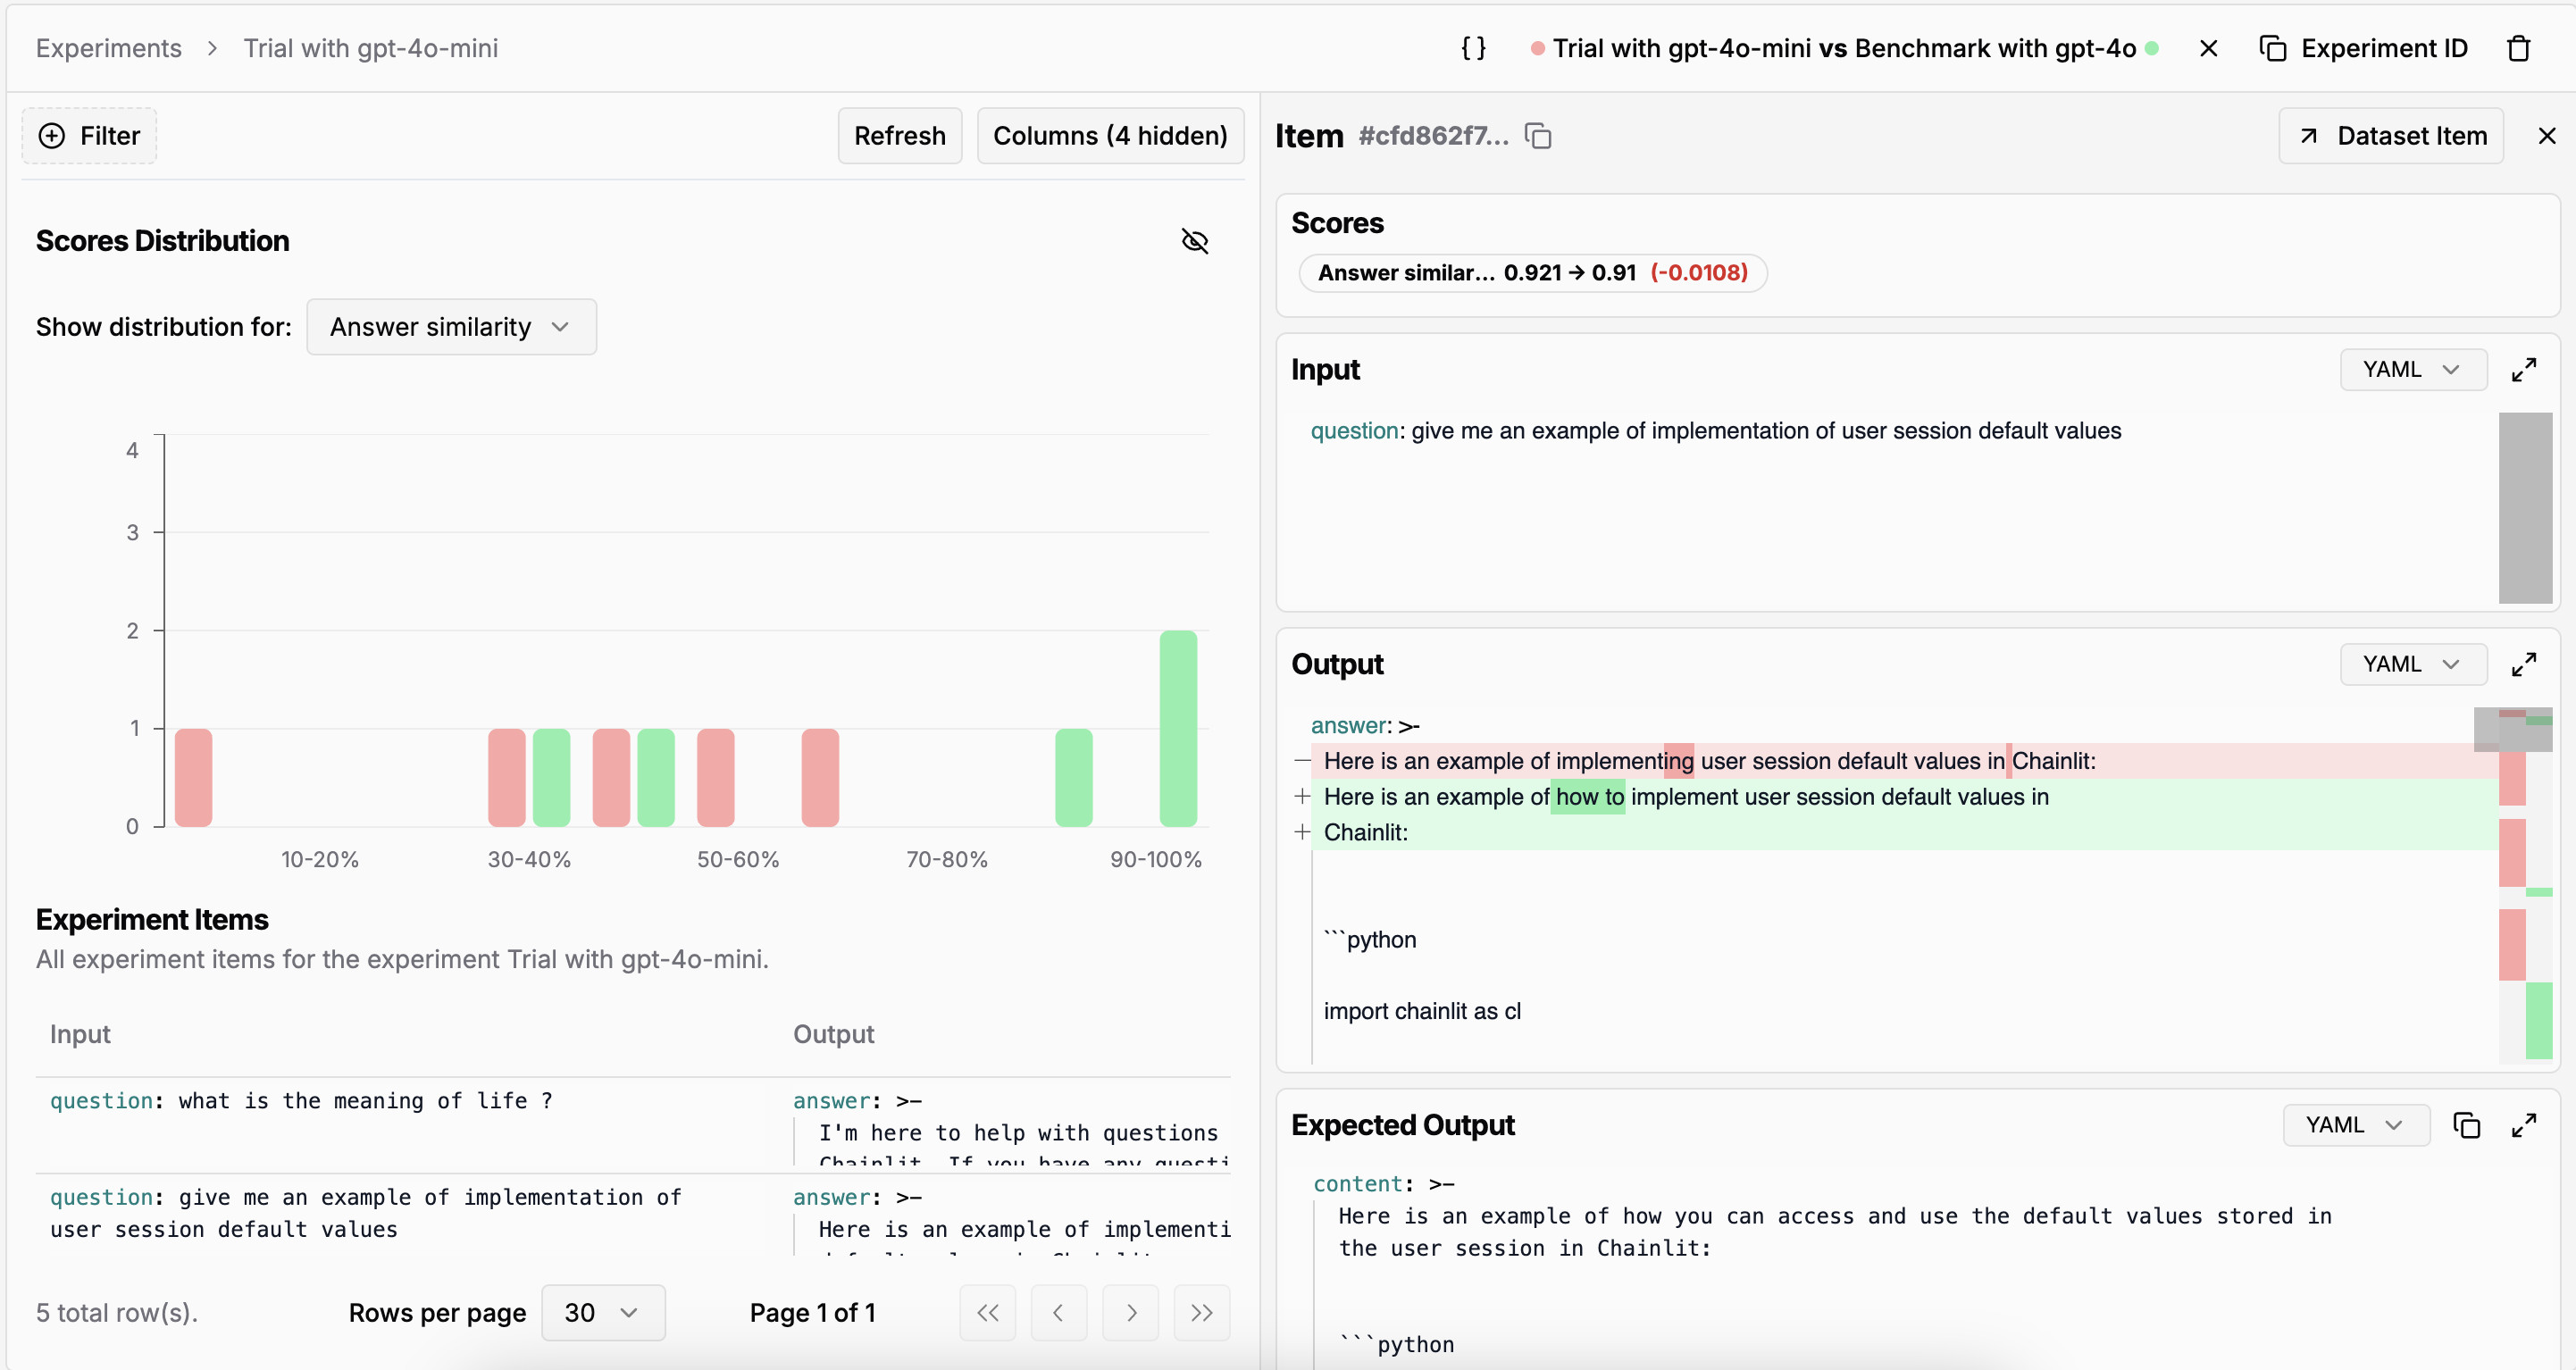 Experiments > Trial with gpt-4o-mini
{ } Trial with gpt-4o-mini vs Benchmark with gpt-4o
Experiment ID
Filter
Refresh
Columns (4 hidden)
Scores Distribution
Show distribution for: Answer similarity
4
3
2
1
0
10-20% 30-40% 50-60% 70-80% 90-100%
Experiment Items
All experiment items for the experiment Trial with gpt-4o-mini.
Input Output
question: what is the meaning of life ?
answer: >-
I'm here to help with questions
Chainlit. If you have any questi
question: give me an example of implementation of
user session default values
answer: >-
Here is an example of implementi
default values in Chainlit:
5 total row(s).
Rows per page 30
Page 1 of 1
Item #cfd862f7...
Dataset Item
Scores
Answer similar... 0.921 → 0.91 (-0.0108)
Input
YAML
question: give me an example of implementation of user session default values
Output
YAML
answer: >-
— Here is an example of implementing user session default values in Chainlit:
+ Here is an example of how to implement user session default values in
+ Chainlit:
```python
import chainlit as cl
Expected Output
YAML
content: >-
Here is an example of how you can access and use the default values stored in
the user session in Chainlit:
```python